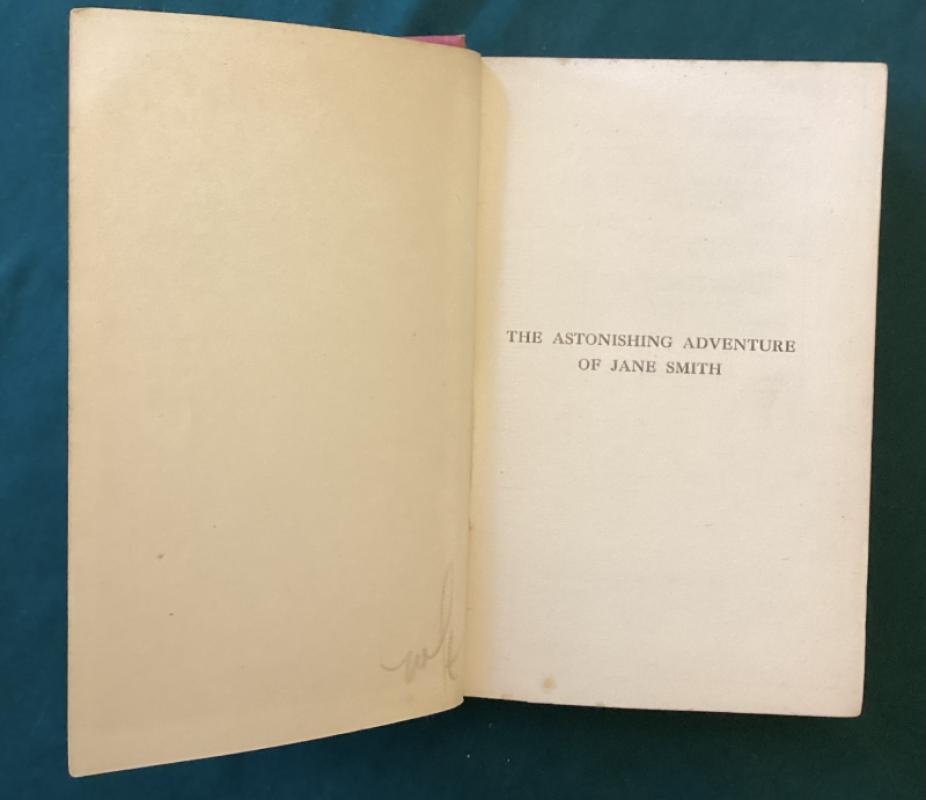 THE ASTONISHING ADVENTURE
OF JANE SMITH